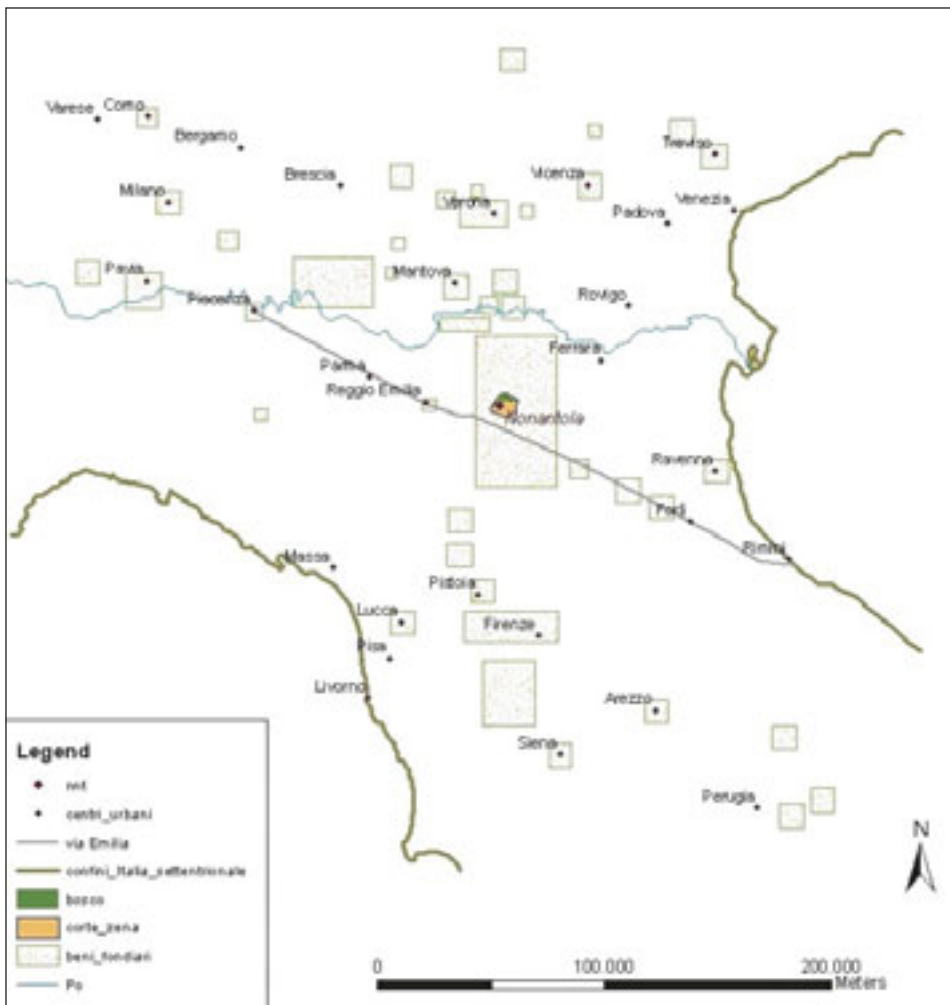 Varese
Como
Bergamo
Treviso
Brescia
Vicenza
Milano
Verona
Venezia
Padova
Pavia
Mantova
Piacenza
Rovigo
Ferrara
Parma
Reggio Emilia
Nonantola
Ravenna
Forlì
Rimini
Massa
Pistoia
Lucca
Firenze
Pisa
Livorno
Arezzo
Siena
Perugia
Legend
centri_urbani
via Emilia
confini_Italia_settentrionale
bosco
corte_zena
beni_fondiari
Po
N
0 100.000 200.000
Meters